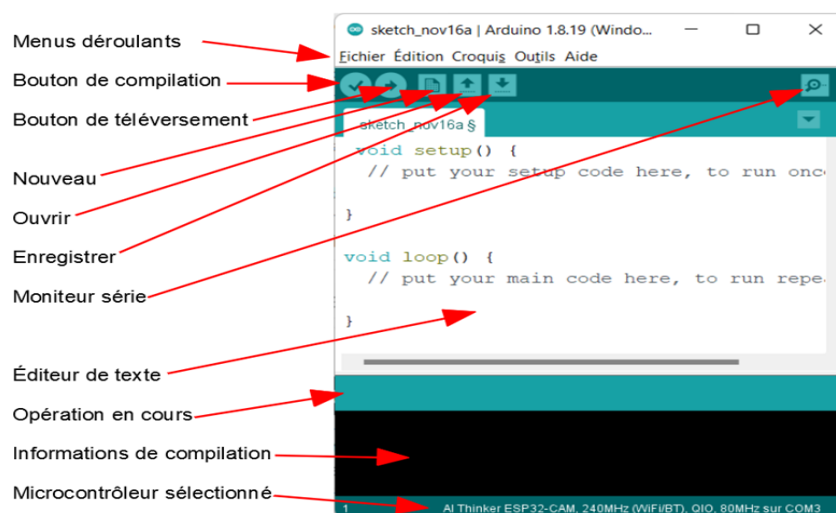 sketch_nov16a | Arduino 1.8.19 (Windo...
Menus déroulants
Fichier Édition Croquis Outils Aide
Bouton de compilation
Bouton de téléversement
sketch_nov16a §
void setup() {
Nouveau
// put your setup code here, to run once
Ouvrir
}
Enregistrer
void loop() {
// put your main code here, to run repea
Moniteur série
}
Éditeur de texte
Opération en cours
Informations de compilation
Microcontrôleur sélectionné
1 AI Thinker ESP32-CAM, 240MHz (WiFi/BT), QIO, 80MHz sur COM3